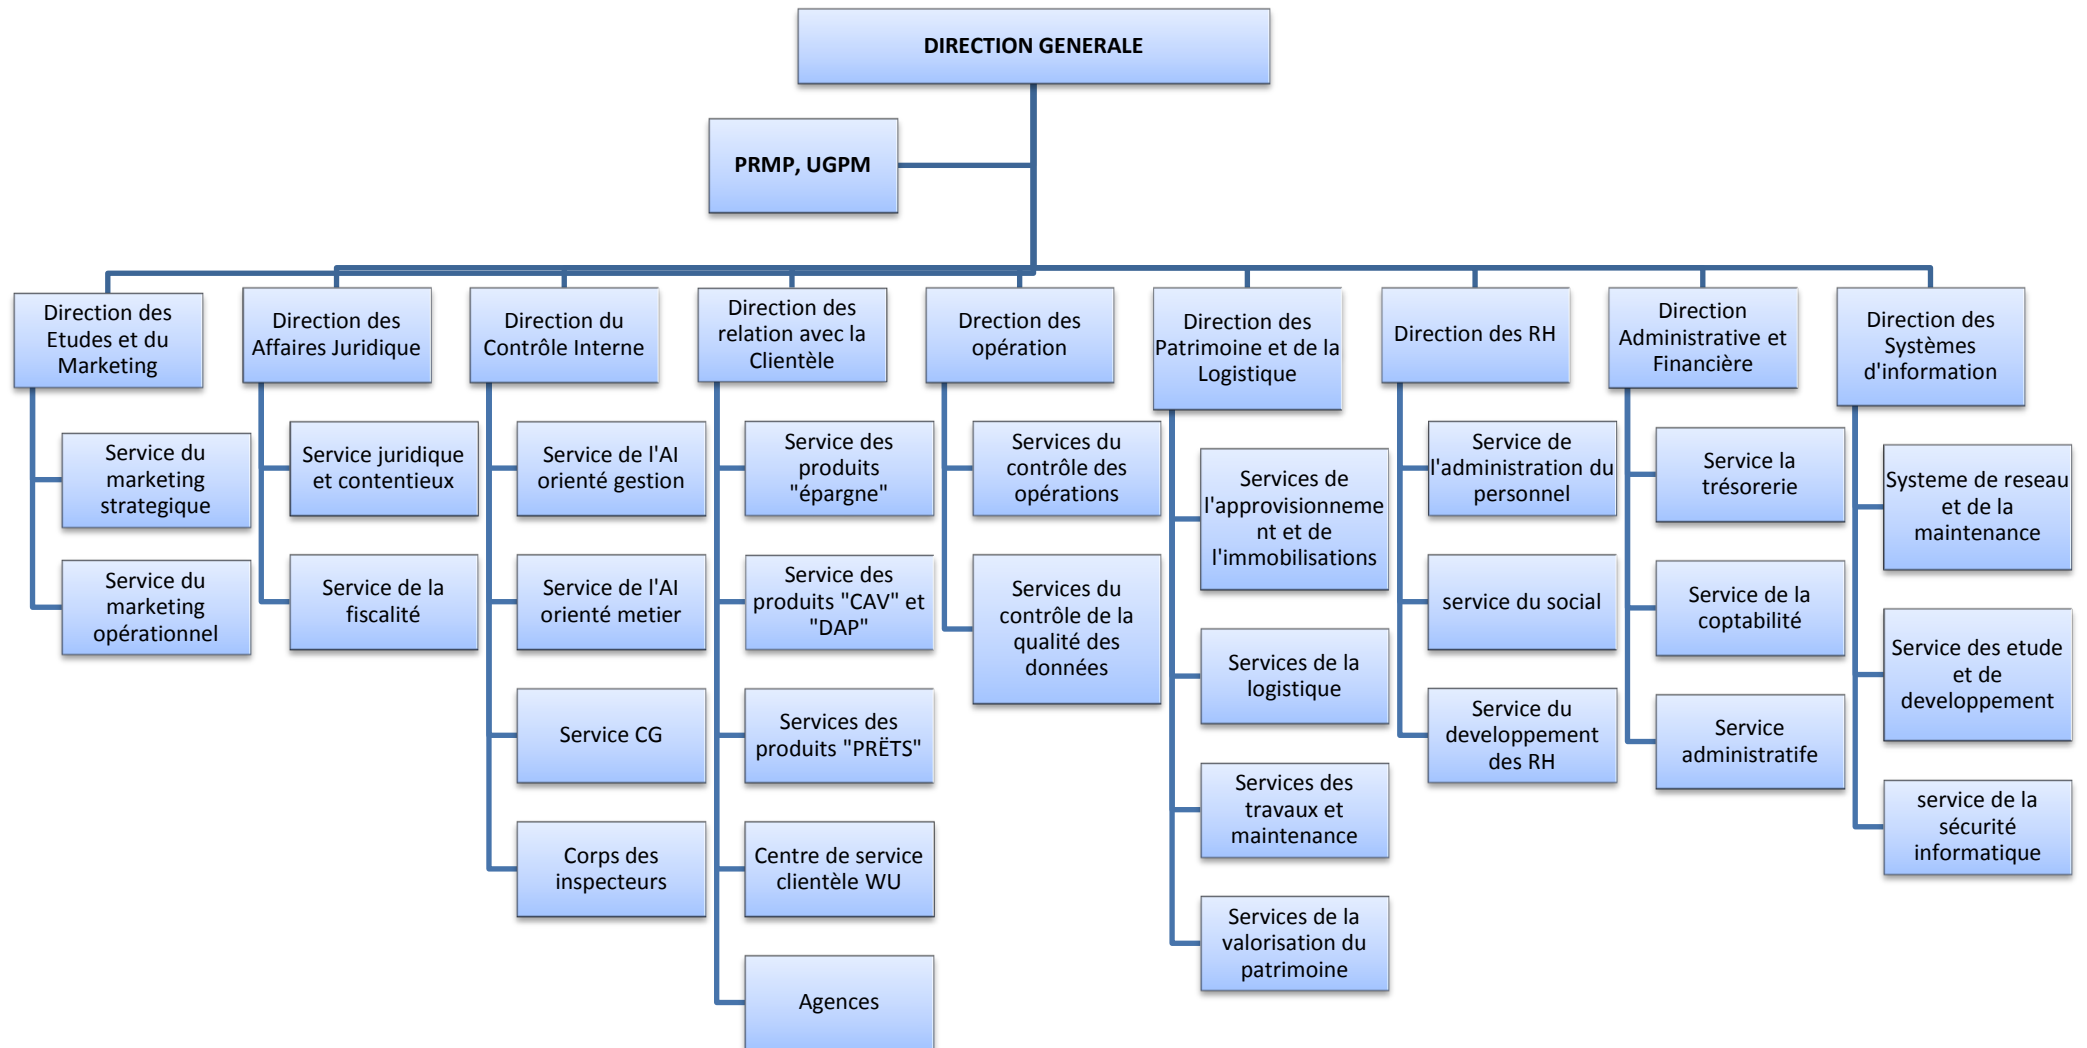 DIRECTION GENERALE
PRMP, UGPM
Direction des
Etudes et du
Marketing
Service du
marketing
strategique
Service du
marketing
opérationnel
Direction des
Affaires Juridique
Service juridique
et contentieux
Service de la
fiscalité
Direction du
Contrôle Interne
Service de l'AI
orienté gestion
Service de l'AI
orienté metier
Service CG
Corps des
inspecteurs
Direction des
relation avec la
Clientèle
Service des
produits
"épargne"
Service des
produits "CAV" et
"DAP"
Services des
produits "PRËTS"
Centre de service
clientèle WU
Agences
Drection des
opération
Services du
contrôle des
opérations
Services du
contrôle de la
qualité des
données
Direction des
Patrimoine et de la
Logistique
Services de
l'approvisionneme
nt et de
l'immobilisations
Services de la
logistique
Services des
travaux et
maintenance
Services de la
valorisation du
patrimoine
Direction des RH
Service de
l'administration du
personnel
service du social
Service du
developpement
des RH
Direction
Administrative et
Financière
Service la
trésorerie
Service de la
coptabilité
Service
administratife
Direction des
Systèmes
d'information
Systeme de reseau
et de la
maintenance
Service des etude
et de
developpement
service de la
sécurité
informatique